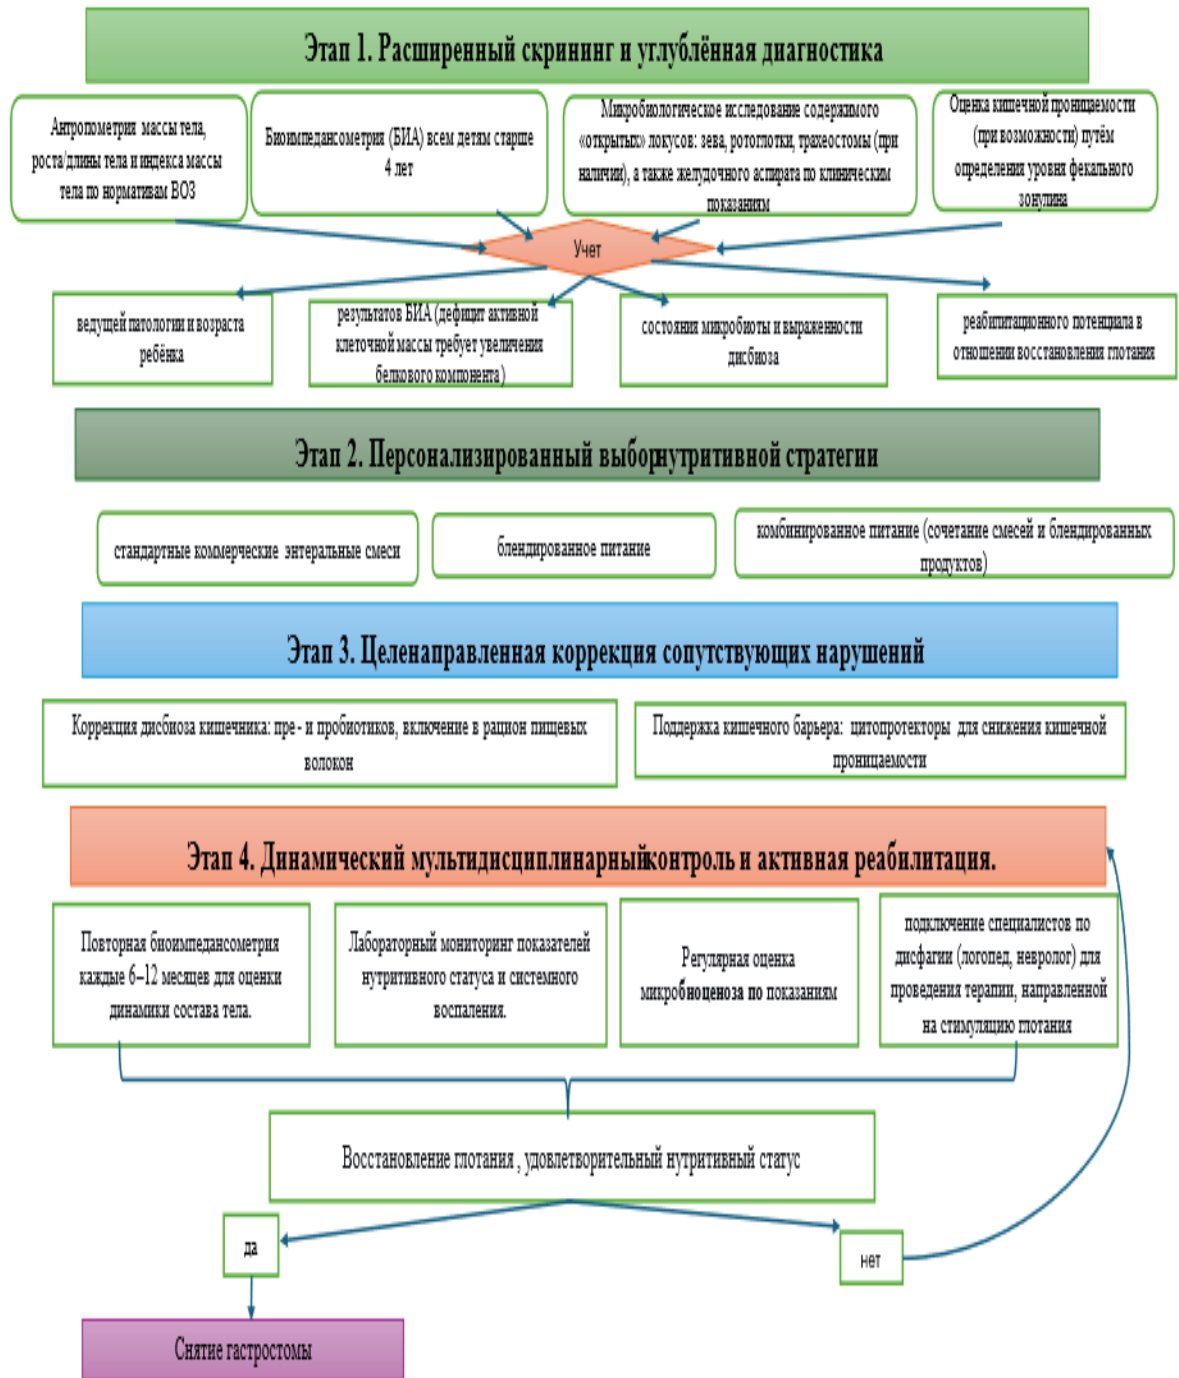 Этап 1. Расширенный скрининг и углублённая диагностика
Антропометрия массы тела,
роста/длины тела и индекса массы
тела по нормативам ВОЗ
Биоимпедансометрия (БИА) всем детям старше
4 лет
Микробиологическое исследование содержимого
«открытых» локусов: зева, ротоглотки, трахеостомы (при
наличии), а также желудочного аспирата по клиническим
показаниям
Оценка кишечной проницаемости
(при возможности) путём
определения уровня фекального
зонулина
Учет
ведущей патологии и возраста
ребёнка
результатов БИА (дефицит активной
клеточной массы требует увеличения
белкового компонента)
состояния микробиоты и выраженности
дисбиоза
реабилитационного потенциала в
отношении восстановления глотания
Этап 2. Персонализированный выбор нутритивной стратегии
стандартные коммерческие энтеральные смеси
блендированное питание
комбинированное питание (сочетание смесей и блендированных
продуктов)
Этап 3. Целенаправленная коррекция сопутствующих нарушений
Коррекция дисбиоза кишечника: пре - и пробиотиков, включение в рацион пищевых
волокон
Поддержка кишечного барьера: цитопротекторы для снижения кишечной
проницаемости
Этап 4. Динамический мультидисциплинарный контроль и активная реабилитация.
Повторная биоимпедансометрия
каждые 6–12 месяцев для оценки
динамики состава тела.
Лабораторный мониторинг показателей
нутритивного статуса и системного
воспаления.
Регулярная оценка
микробиоценоза по показаниям
подключение специалистов по
дисфагии (логопед, невролог) для
проведения терапии, направленной
на стимуляцию глотания
Восстановление глотания , удовлетворительный нутритивный статус
да
нет
Снятие гастростомы